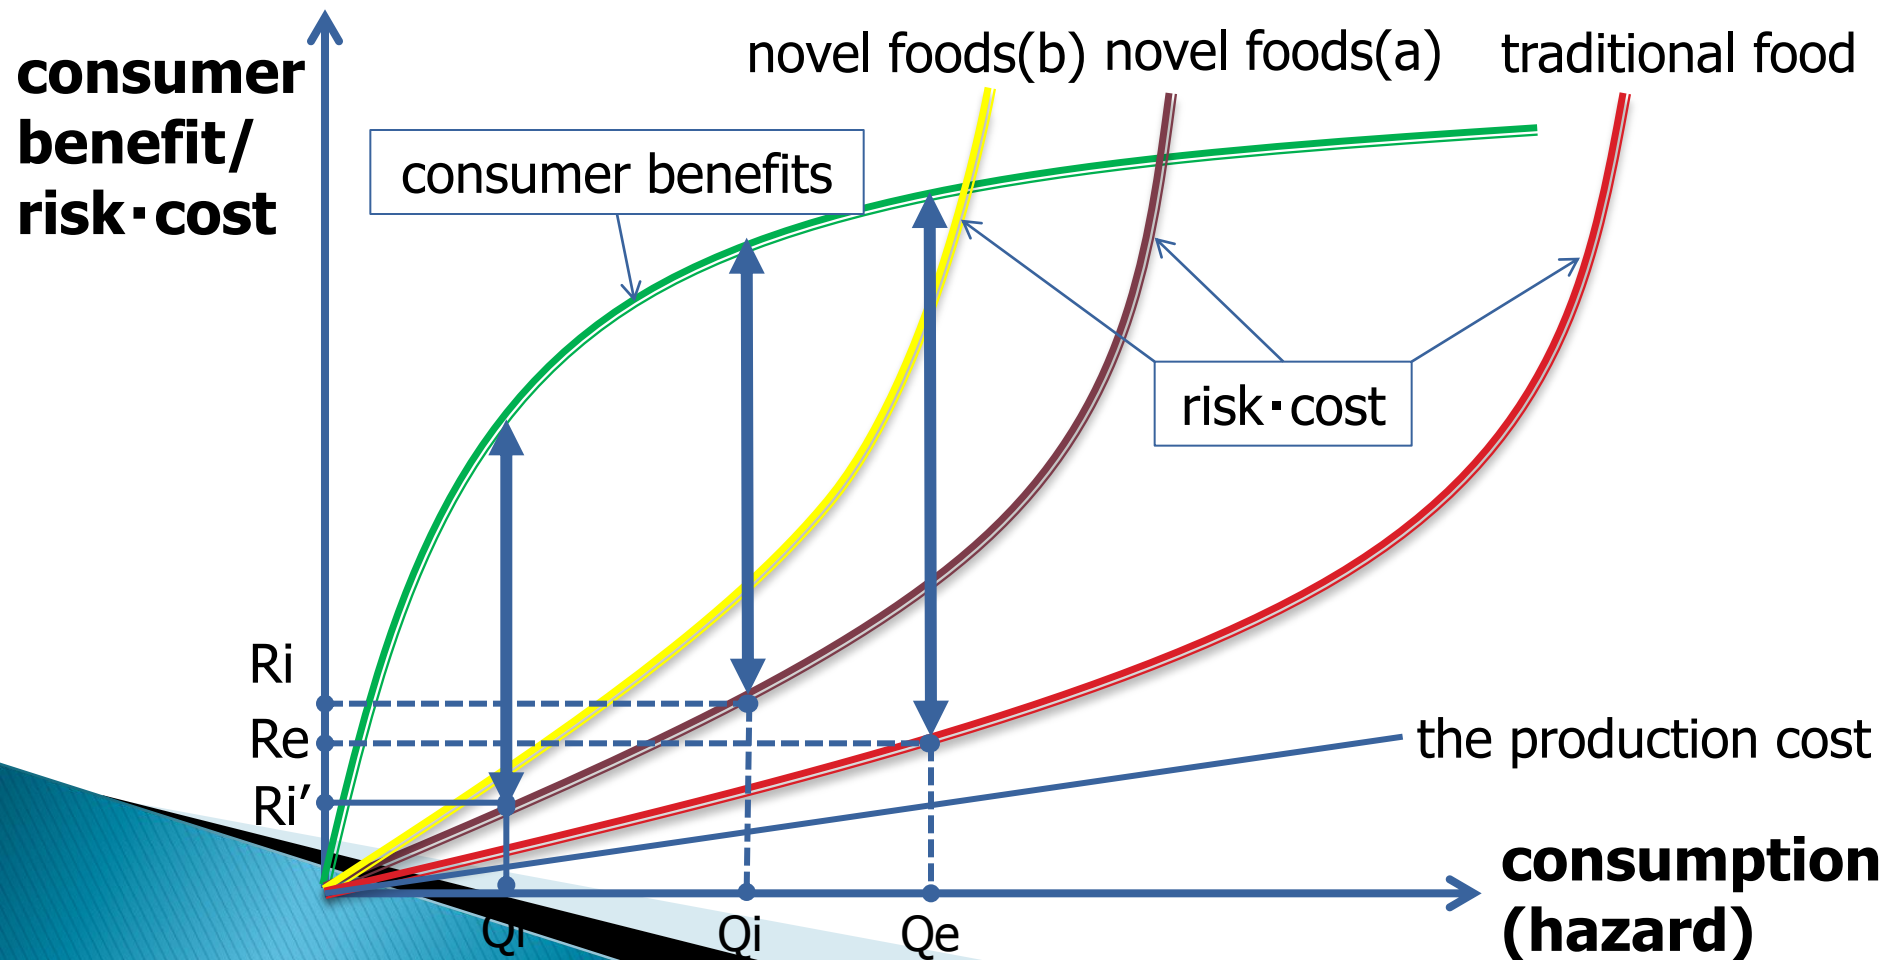 consumer
benefit/
risk・cost
novel foods(b)
novel foods(a)
traditional food
consumer benefits
risk・cost
Ri
Re
Ri’
the production cost
consumption
(hazard)
Qi
Qe